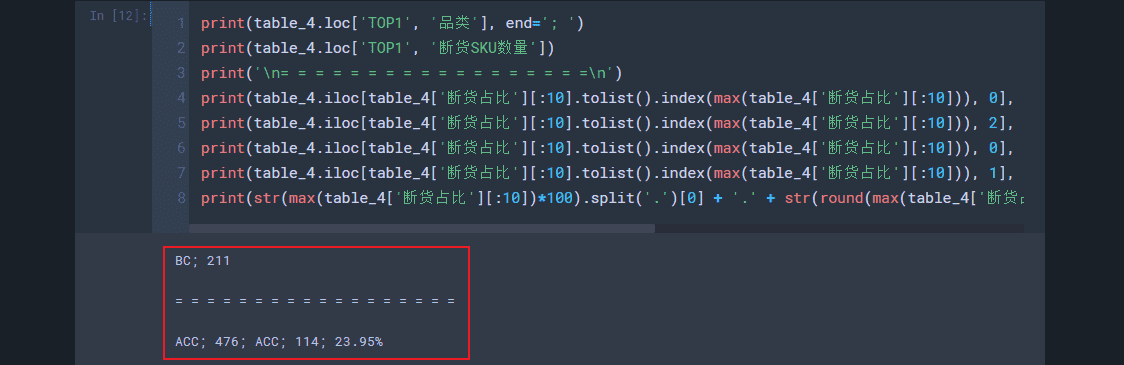 In [12]:
1 print(table_4.loc['TOP1', '品类'], end='; ')
2 print(table_4.loc['TOP1', '断货SKU数量'])
3 print('\n= = = = = = = = = = = = = = = = = =\n')
4 print(table_4.iloc[table_4['断货占比'][:10].tolist().index(max(table_4['断货占比'][:10])), 0],
5 print(table_4.iloc[table_4['断货占比'][:10].tolist().index(max(table_4['断货占比'][:10])), 2],
6 print(table_4.iloc[table_4['断货占比'][:10].tolist().index(max(table_4['断货占比'][:10])), 0],
7 print(table_4.iloc[table_4['断货占比'][:10].tolist().index(max(table_4['断货占比'][:10])), 1],
8 print(str(max(table_4['断货占比'][:10])*100).split('.')[0] + '.' + str(round(max(table_4['断货占
BC; 211
= = = = = = = = = = = = = = = = = =
ACC; 476; ACC; 114; 23.95%